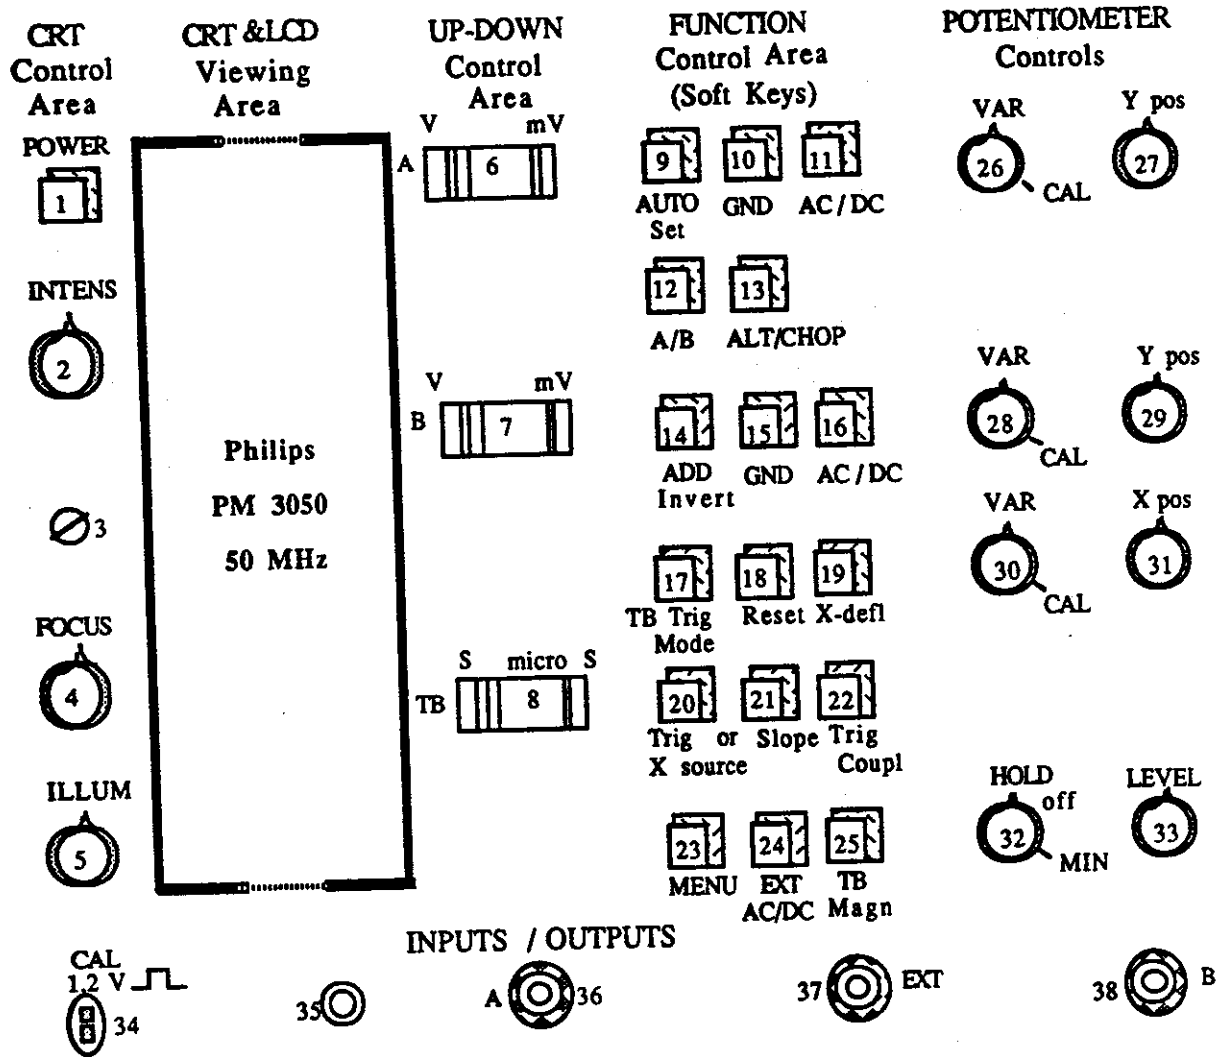 CRT
Control
Area
CRT &LCD
Viewing
Area
UP-DOWN
Control
Area
FUNCTION
Control Area
(Soft Keys)
POTENTIOMETER
Controls
POWER
1
INTENS
2
3
FOCUS
4
ILLUM
5
Philips
PM 3050
50 MHz
V mV
A 6
V mV
B 7
S micro S
TB 8
9 10 11
AUTO GND AC/DC
Set
12 13
A/B ALT/CHOP
14 15 16
ADD GND AC/DC
Invert
17 18 19
TB Trig Reset X-defl
Mode
20 21 22
Trig or Slope Trig
X source Coupl
23 24 25
MENU EXT TB
AC/DC Magn
VAR Y pos
26 27
CAL
VAR Y pos
28 29
CAL
VAR X pos
30 31
CAL
HOLD LEVEL
off
32 33
MIN
INPUTS / OUTPUTS
CAL
1,2 V
34
35
A 36
37 EXT
38 B